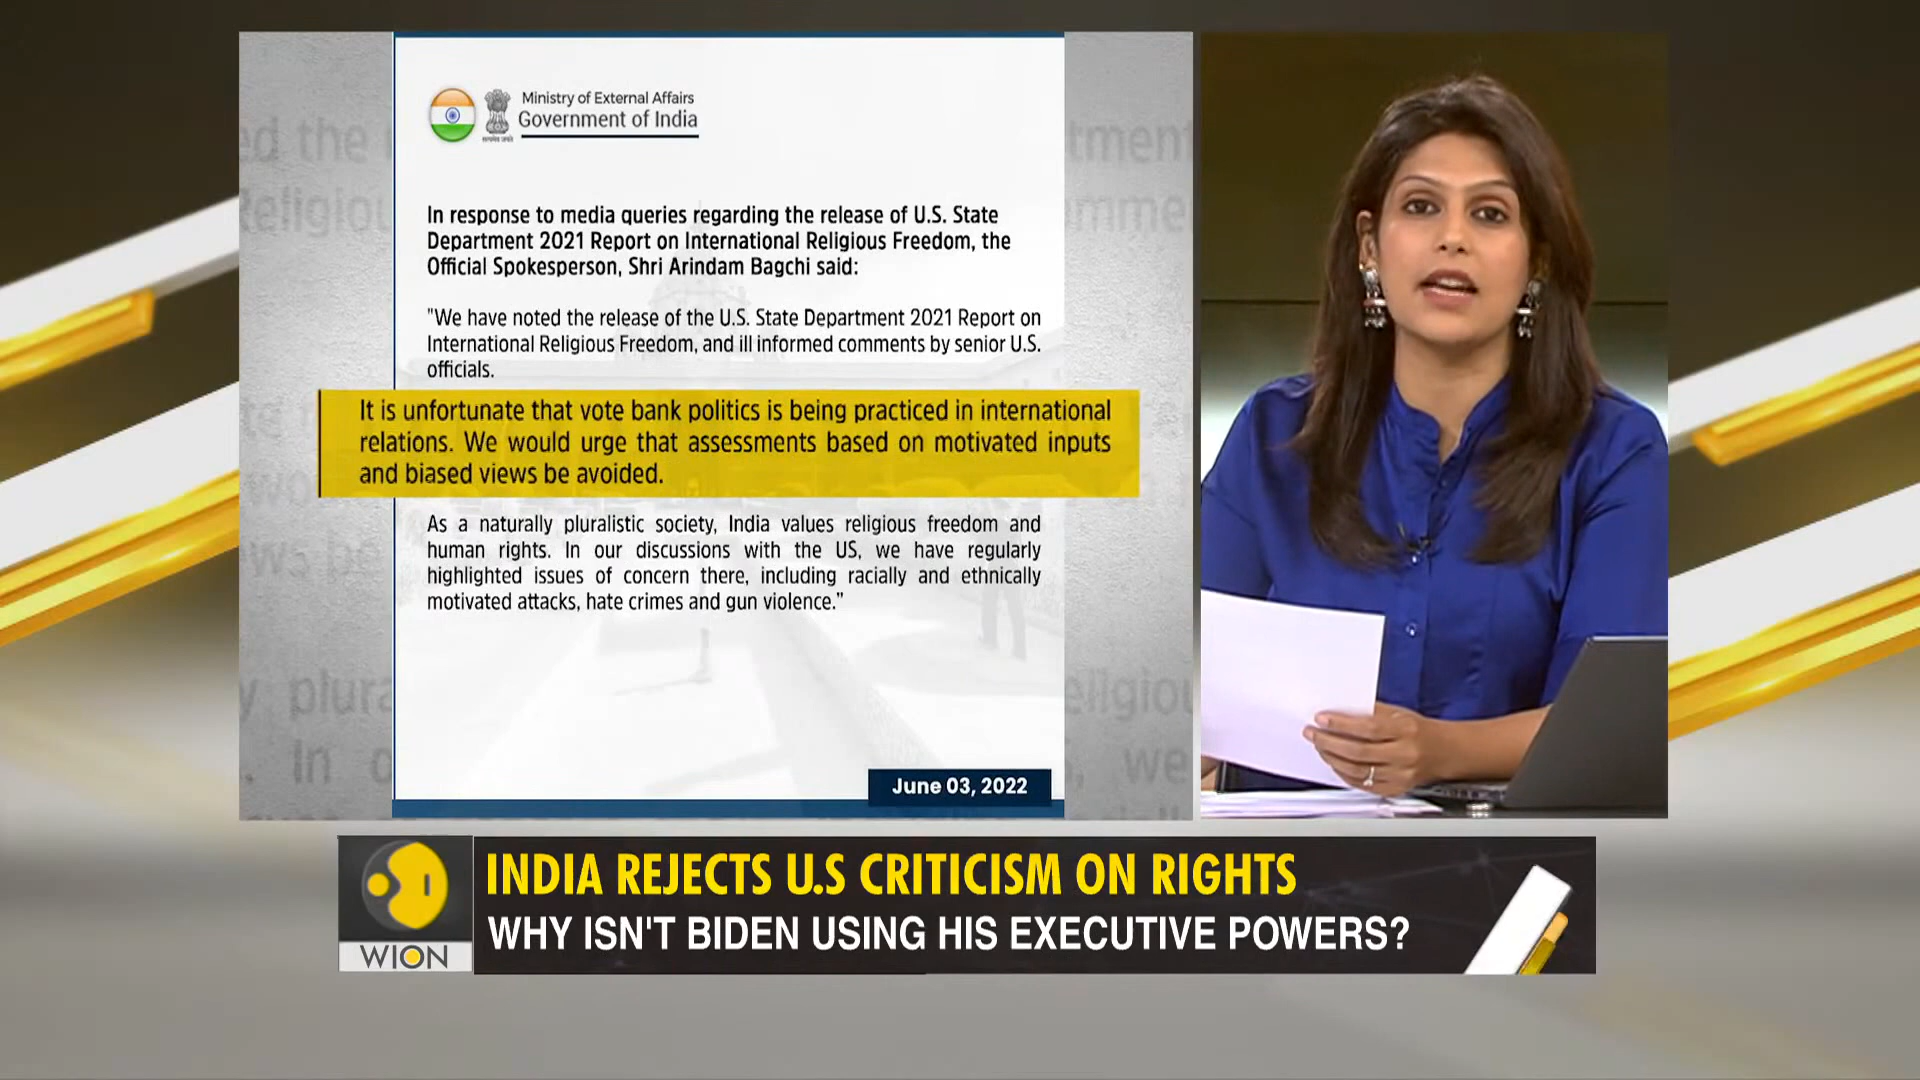 Ministry of External Affairs
Government of India
In response to media queries regarding the release of U.S. State
Department 2021 Report on International Religious Freedom, the
Official Spokesperson, Shri Arindam Bagchi said:
"We have noted the release of the U.S. State Department 2021 Report on
International Religious Freedom, and ill informed comments by senior U.S.
officials.
It is unfortunate that vote bank politics is being practiced in international
relations. We would urge that assessments based on motivated inputs
and biased views be avoided.
As a naturally pluralistic society, India values religious freedom and
human rights. In our discussions with the US, we have regularly
highlighted issues of concern there, including racially and ethnically
motivated attacks, hate crimes and gun violence."
June 03, 2022
INDIA REJECTS U.S CRITICISM ON RIGHTS
WHY ISN'T BIDEN USING HIS EXECUTIVE POWERS?
WION